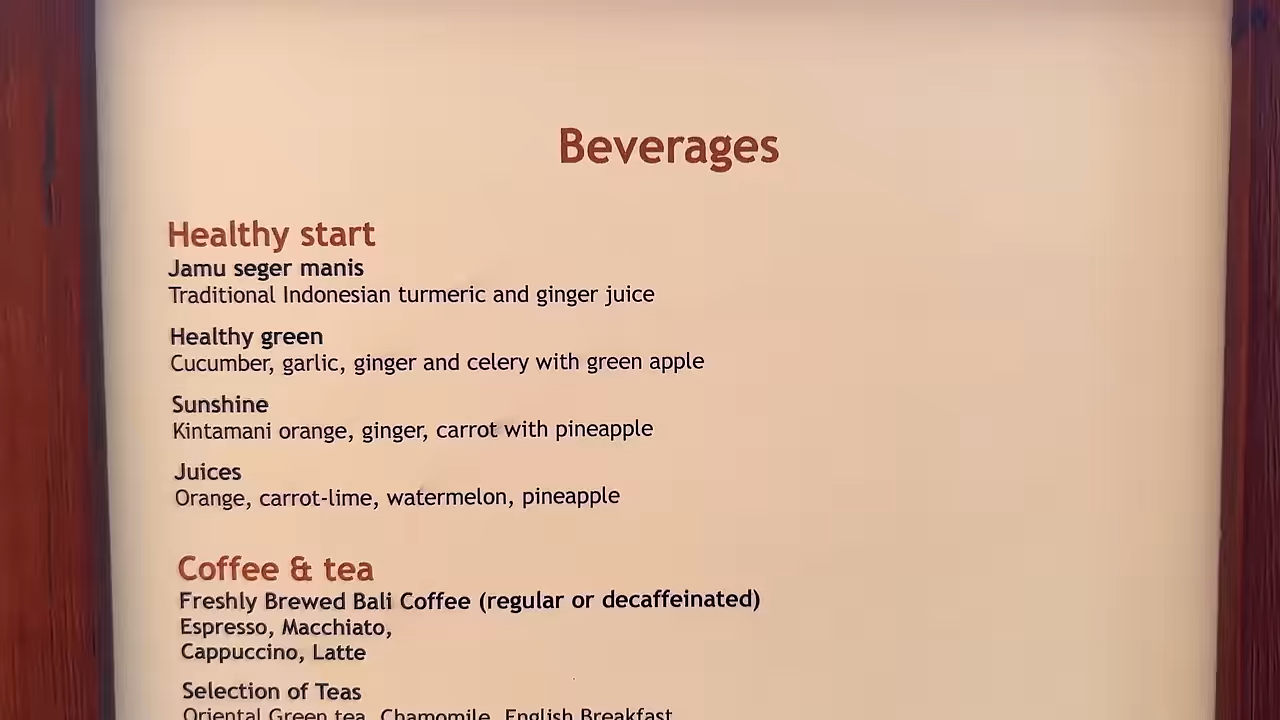 Beverages
Healthy start
Jamu seger manis
Traditional Indonesian turmeric and ginger juice
Healthy green
Cucumber, garlic, ginger and celery with green apple
Sunshine
Kintamani orange, ginger, carrot with pineapple
Juices
Orange, carrot-lime, watermelon, pineapple
Coffee & tea
Freshly Brewed Bali Coffee (regular or decaffeinated)
Espresso, Macchiato,
Cappuccino, Latte
Selection of Teas
Oriental Green tea, Chamomile, English Breakfast